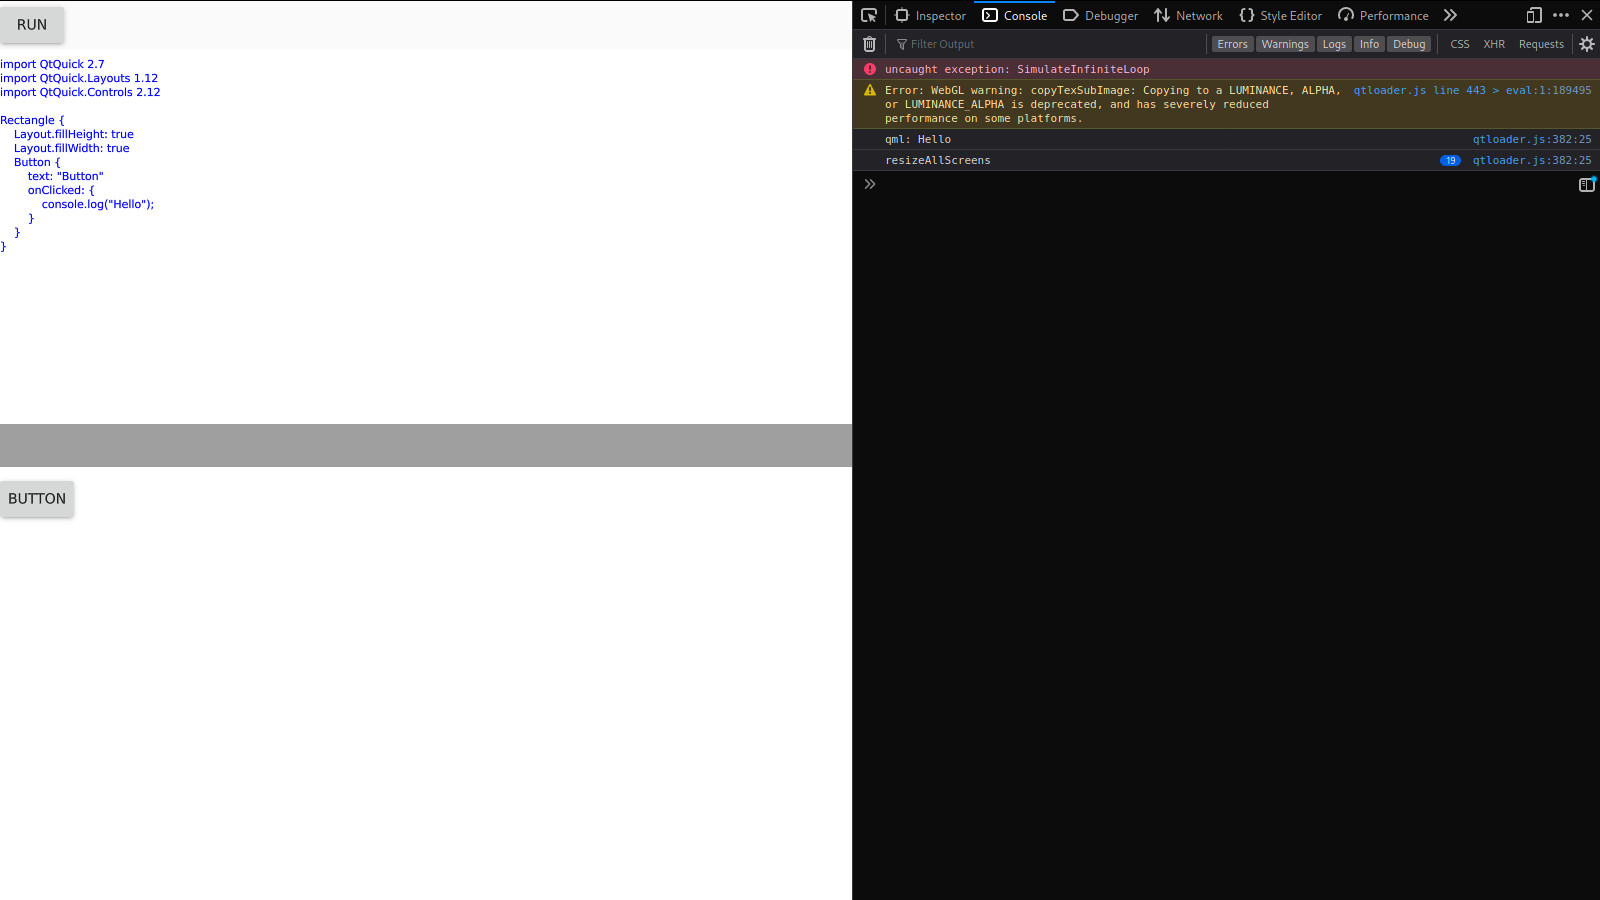 RUN
import QtQuick 2.7
import QtQuick.Layouts 1.12
import QtQuick.Controls 2.12
Rectangle {
    Layout.fillHeight: true
    Layout.fillWidth: true
    Button {
        text: "Button"
        onClicked: {
            console.log("Hello");
        }
    }
}
BUTTON
Inspector Console Debugger Network Style Editor Performance
Filter Output Errors Warnings Logs Info Debug CSS XHR Requests
uncaught exception: SimulateInfiniteLoop
Error: WebGL warning: copyTexSubImage: Copying to a LUMINANCE, ALPHA, qtloader.js line 443 > eval:1:189495
or LUMINANCE_ALPHA is deprecated, and has severely reduced
performance on some platforms.
qml: Hello qtloader.js:382:25
resizeAllScreens 19 qtloader.js:382:25